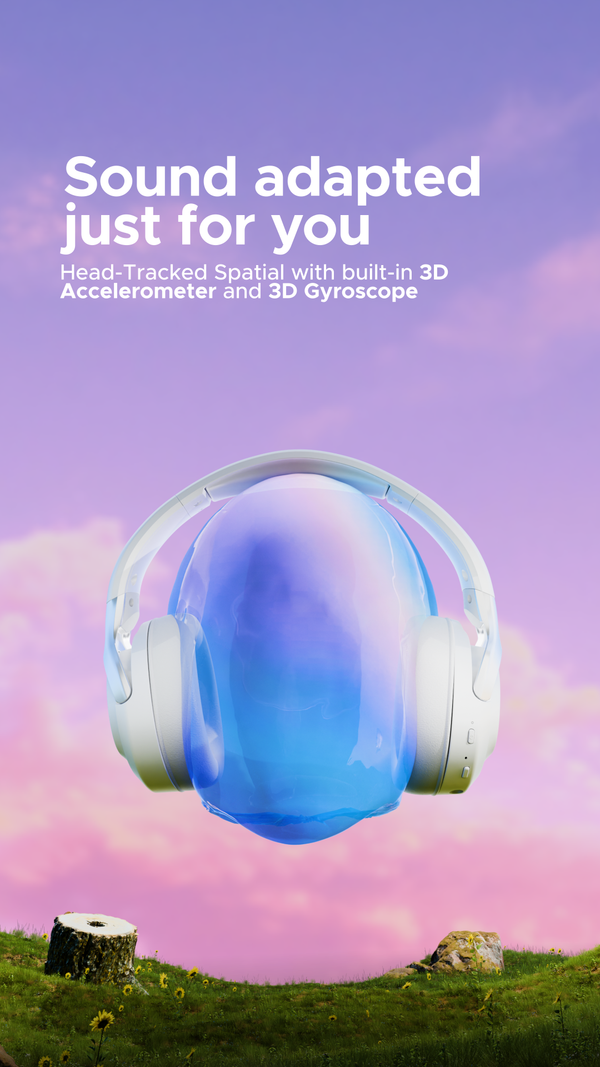 Sound adapted
just for you
Head-Tracked Spatial with built-in 3D
Accelerometer and 3D Gyroscope